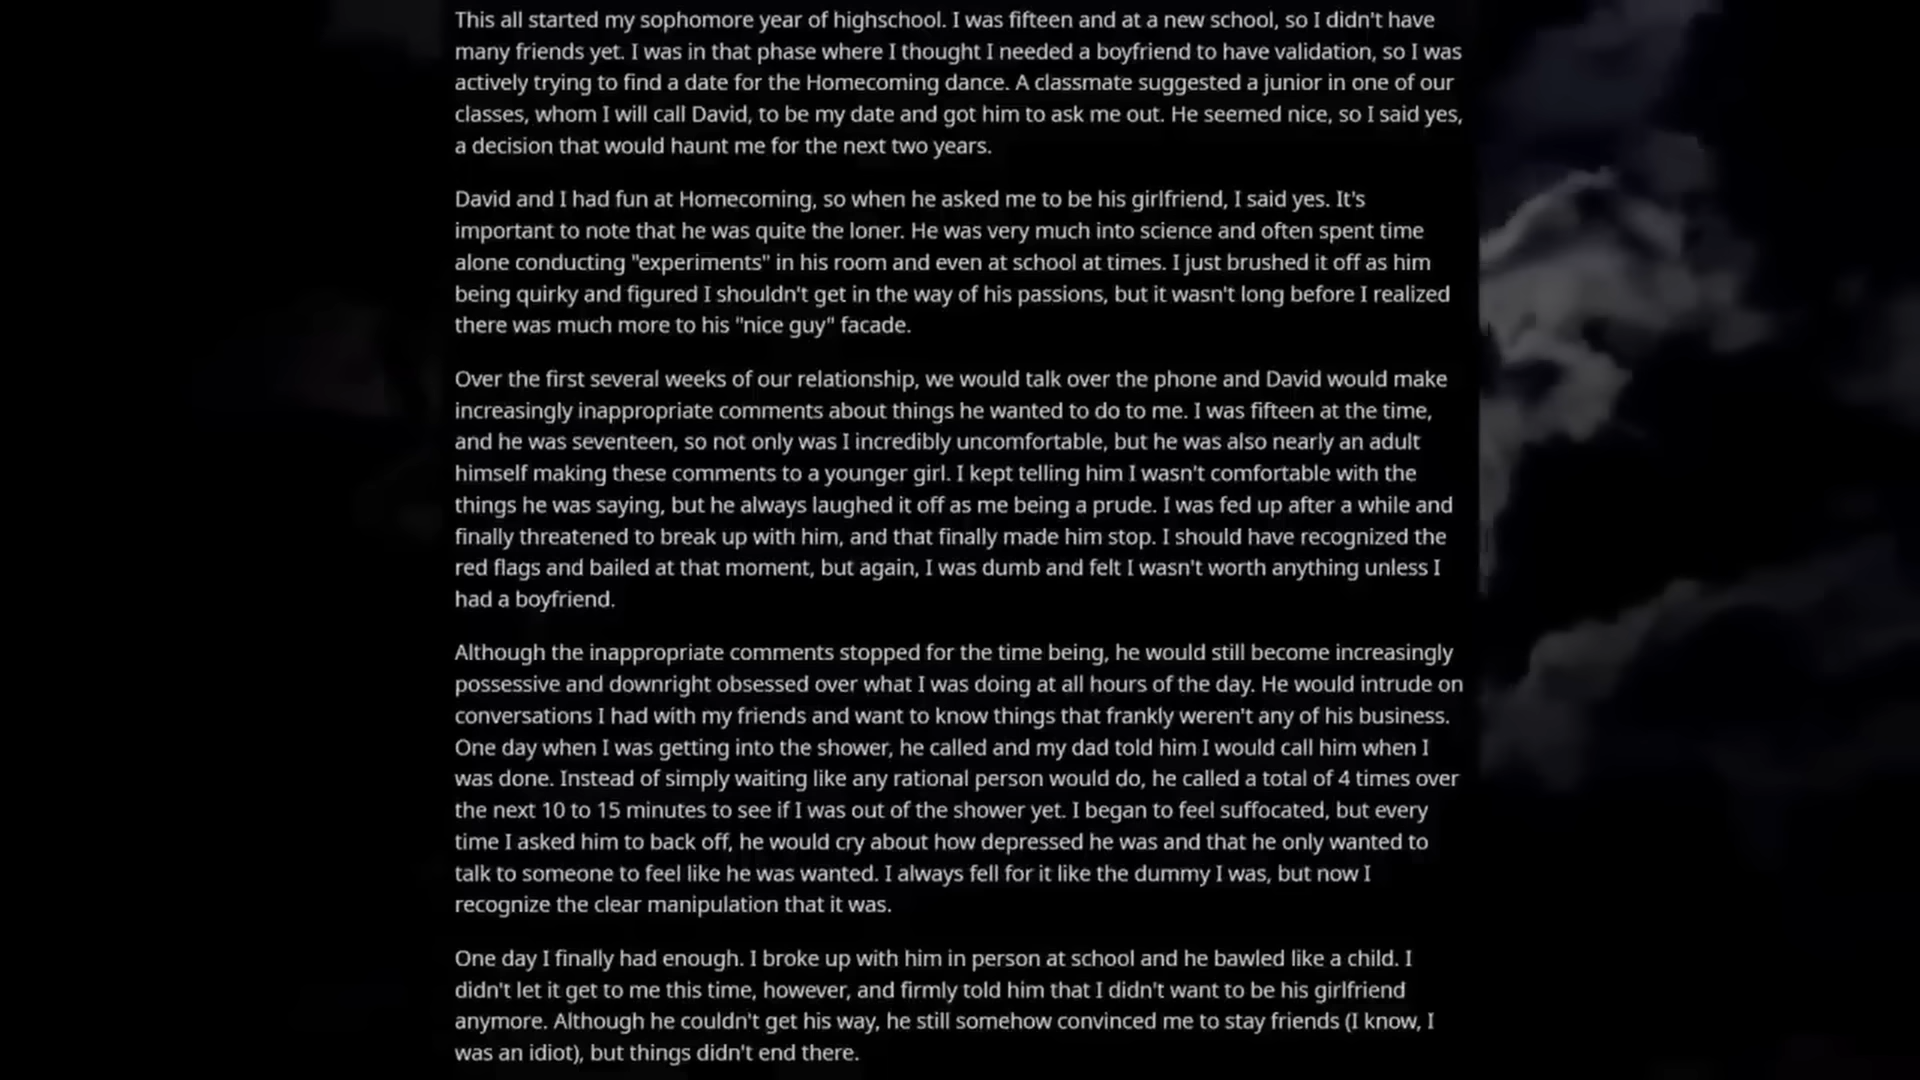 This all started my sophomore year of highschool. I was fifteen and at a new school, so I didn't have
many friends yet. I was in that phase where I thought I needed a boyfriend to have validation, so I was
actively trying to find a date for the Homecoming dance. A classmate suggested a junior in one of our
classes, whom I will call David, to be my date and got him to ask me out. He seemed nice, so I said yes,
a decision that would haunt me for the next two years.
David and I had fun at Homecoming, so when he asked me to be his girlfriend, I said yes. It's
important to note that he was quite the loner. He was very much into science and often spent time
alone conducting "experiments" in his room and even at school at times. I just brushed it off as him
being quirky and figured I shouldn't get in the way of his passions, but it wasn't long before I realized
there was much more to his "nice guy" facade.
Over the first several weeks of our relationship, we would talk over the phone and David would make
increasingly inappropriate comments about things he wanted to do to me. I was fifteen at the time,
and he was seventeen, so not only was I incredibly uncomfortable, but he was also nearly an adult
himself making these comments to a younger girl. I kept telling him I wasn't comfortable with the
things he was saying, but he always laughed it off as me being a prude. I was fed up after a while and
finally threatened to break up with him, and that finally made him stop. I should have recognized the
red flags and bailed at that moment, but again, I was dumb and felt I wasn't worth anything unless I
had a boyfriend.
Although the inappropriate comments stopped for the time being, he would still become increasingly
possessive and downright obsessed over what I was doing at all hours of the day. He would intrude on
conversations I had with my friends and want to know things that frankly weren't any of his business.
One day when I was getting into the shower, he called and my dad told him I would call him when I
was done. Instead of simply waiting like any rational person would do, he called a total of 4 times over
the next 10 to 15 minutes to see if I was out of the shower yet. I began to feel suffocated, but every
time I asked him to back off, he would cry about how depressed he was and that he only wanted to
talk to someone to feel like he was wanted. I always fell for it like the dummy I was, but now I
recognize the clear manipulation that it was.
One day I finally had enough. I broke up with him in person at school and he bawled like a child. I
didn't let it get to me this time, however, and firmly told him that I didn't want to be his girlfriend
anymore. Although he couldn't get his way, he still somehow convinced me to stay friends (I know, I
was an idiot), but things didn't end there.